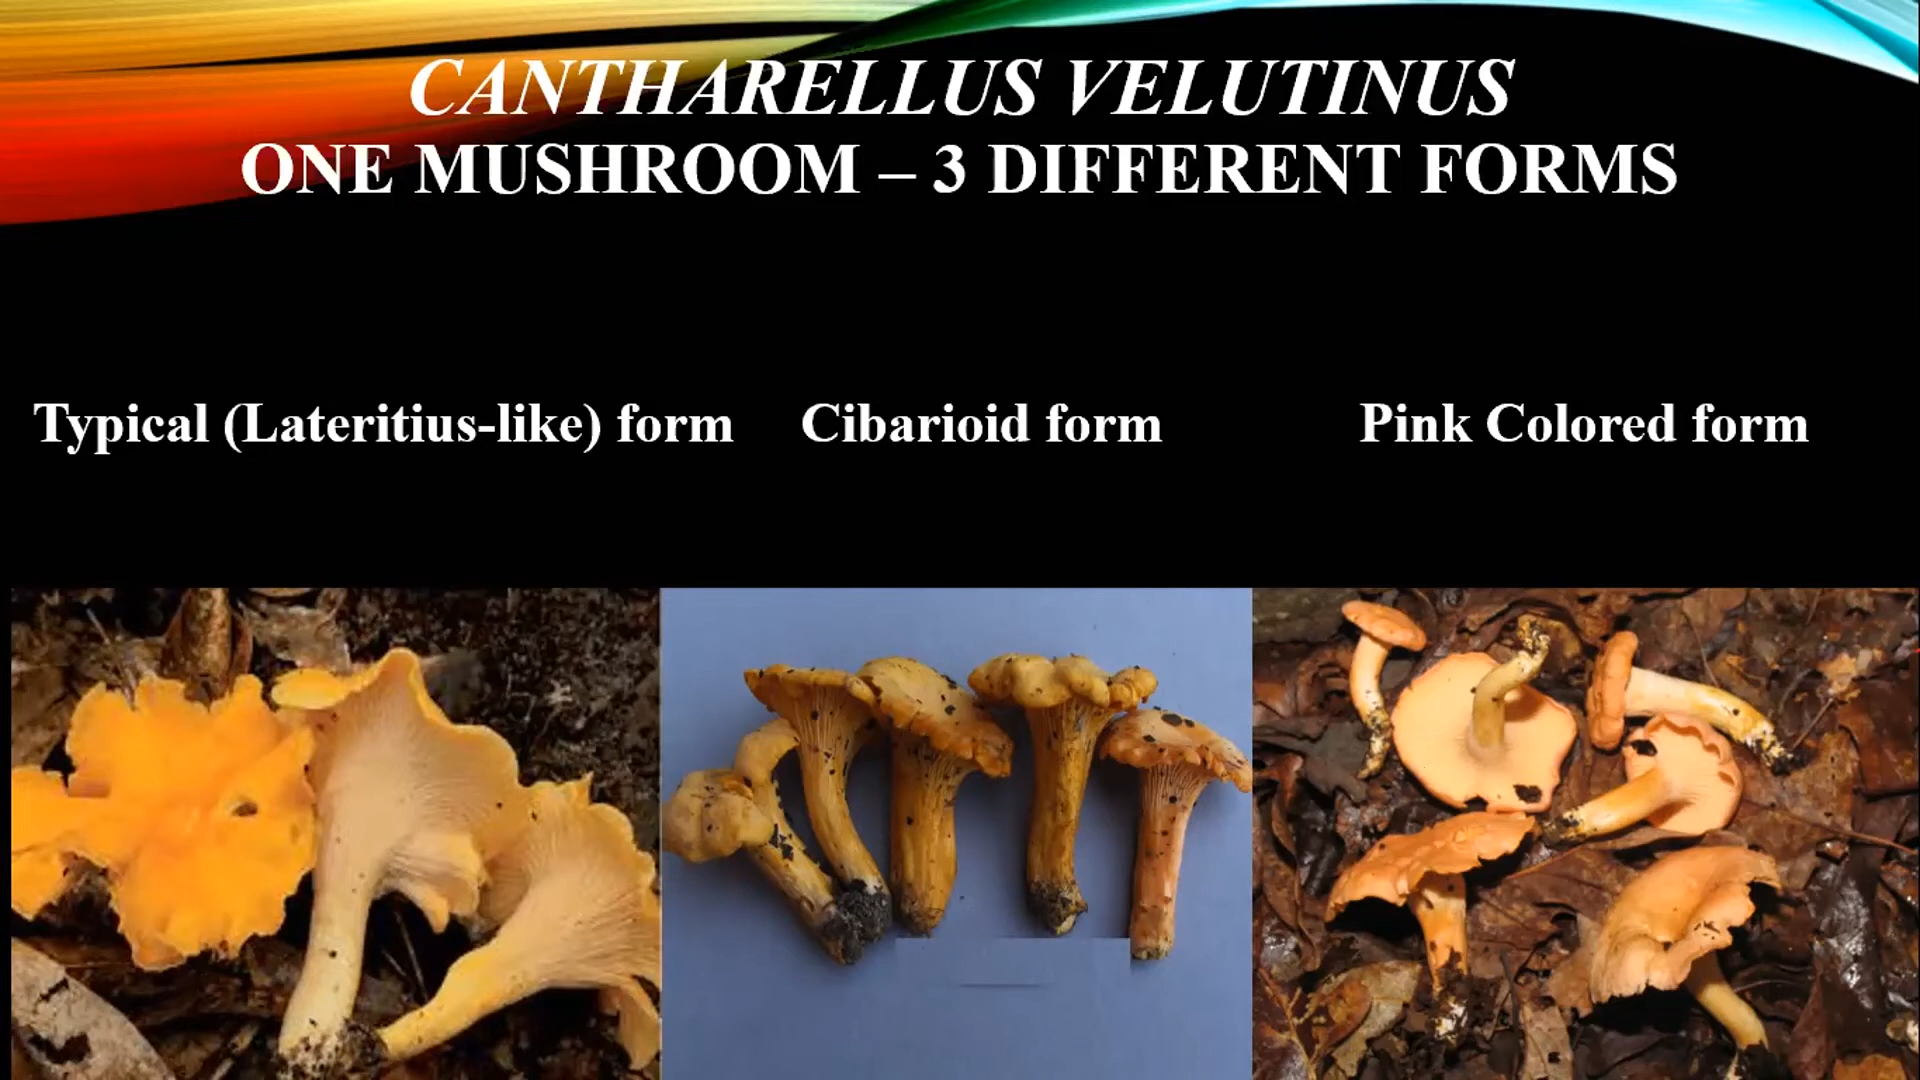 CANTHARELLUS VELUTINUS
ONE MUSHROOM – 3 DIFFERENT FORMS
Typical (Lateritius-like) form
Cibarioid form
Pink Colored form